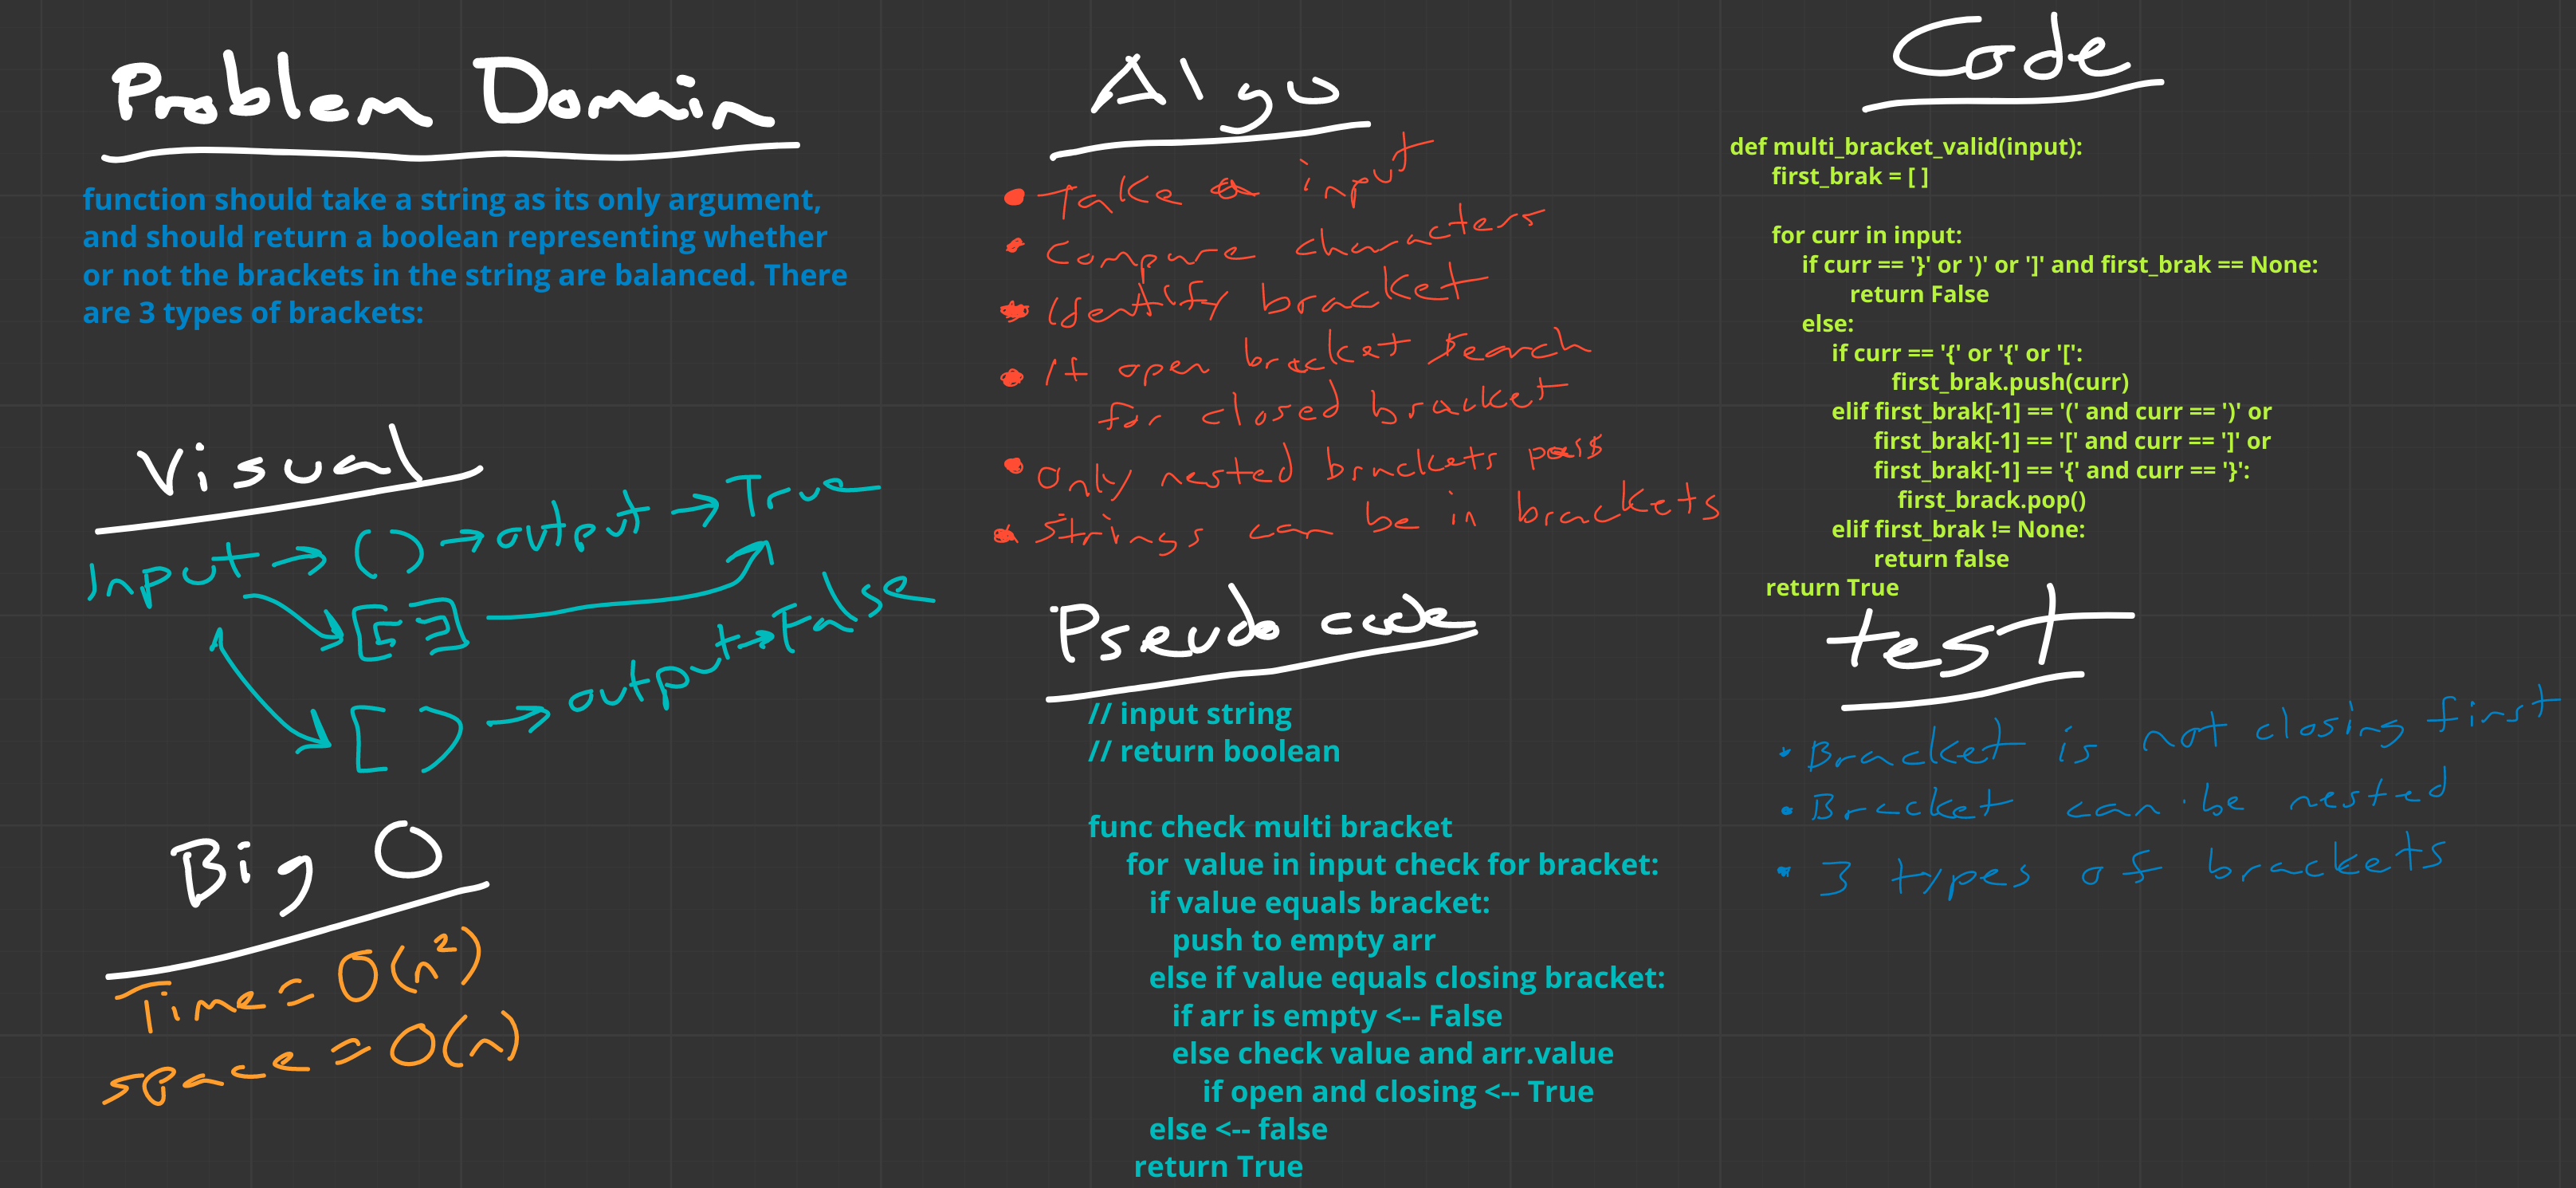 Problem Domain
function should take a string as its only argument,
and should return a boolean representing whether
or not the brackets in the string are balanced. There
are 3 types of brackets:
Visual
Input → () → output → True
[[]]
[ ) → output → False
Big O
Time = O(n²)
space = O(n)
Algo
• Take a input
• Compare characters
• Identify bracket
• If open bracket search
for closed bracket
• Only nested brackets pass
• Strings can be in brackets
Pseudo code
// input string
// return boolean
func check multi bracket
for value in input check for bracket:
if value equals bracket:
push to empty arr
else if value equals closing bracket:
if arr is empty <-- False
else check value and arr.value
if open and closing <-- True
else <-- false
return True
Code
def multi_bracket_valid(input):
first_brak = [ ]
for curr in input:
if curr == '}' or ')' or ']' and first_brak == None:
return False
else:
if curr == '{' or '{' or '[':
first_brak.push(curr)
elif first_brak[-1] == '(' and curr == ')' or
first_brak[-1] == '[' and curr == ']' or
first_brak[-1] == '{' and curr == '}':
first_brack.pop()
elif first_brak != None:
return false
return True
test
• Bracket is not closing first
• Bracket can be nested
• 3 types of brackets